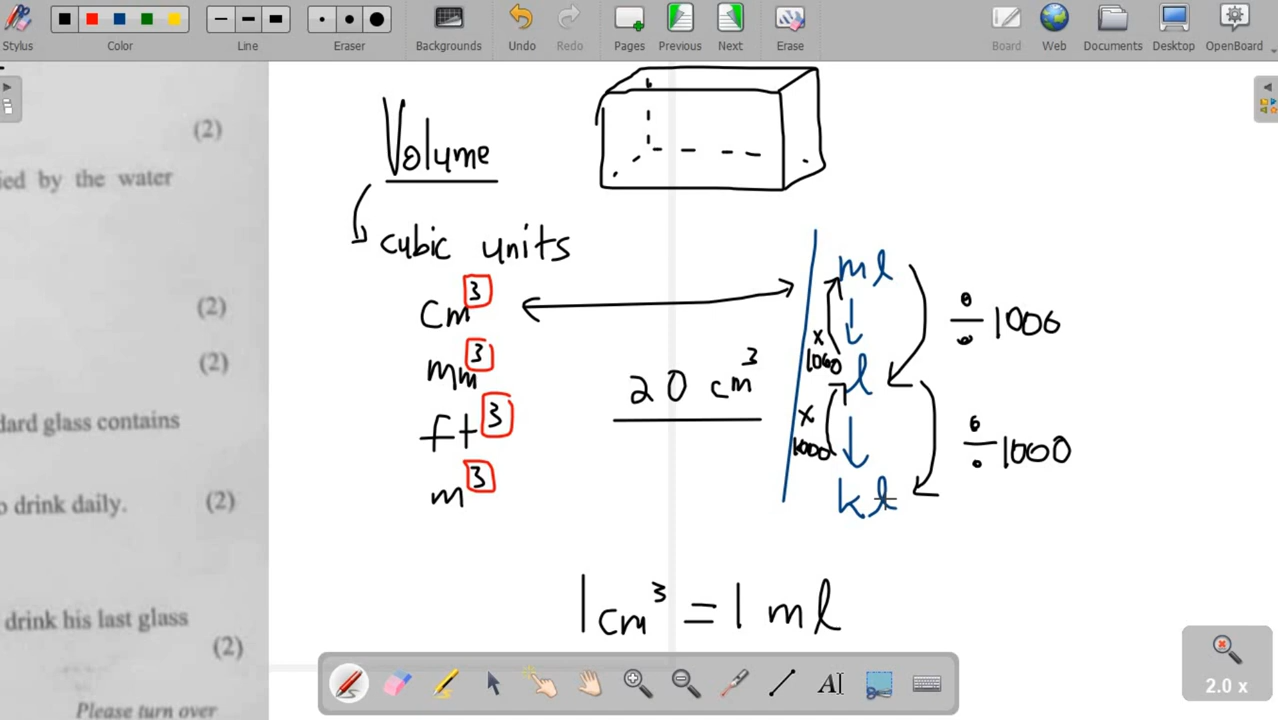 Stylus
Color
Line
Eraser
Backgrounds
Undo
Redo
Pages
Previous
Next
Erase
Board
Web
Documents
Desktop
OpenBoard
(2)
ied by the water
(2)
(2)
dard glass contains
o drink daily. (2)
drink his last glass
(2)
Please turn over
Volume
cubic units
cm³
mm³
ft³
m³
20 cm³
ml
÷ 1000
x 1000
l
÷ 1000
x 1000
kl
1 cm³ = 1 ml
2.0 x